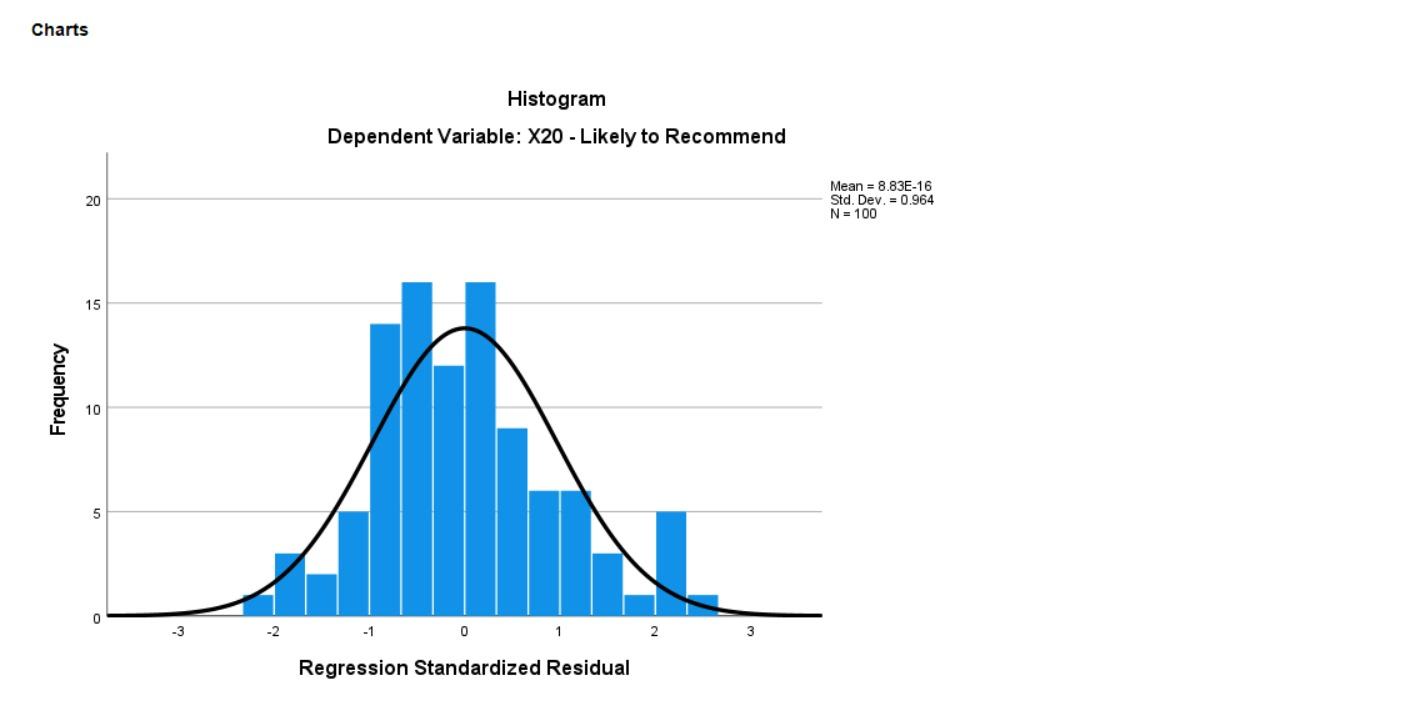 Charts
Histogram
Dependent Variable: X20 - Likely to Recommend
Mean = 8.83E-16
Std. Dev. = 0.964
N = 100
20
15
10
5
0
Frequency
-3 -2 -1 0 1 2 3
Regression Standardized Residual